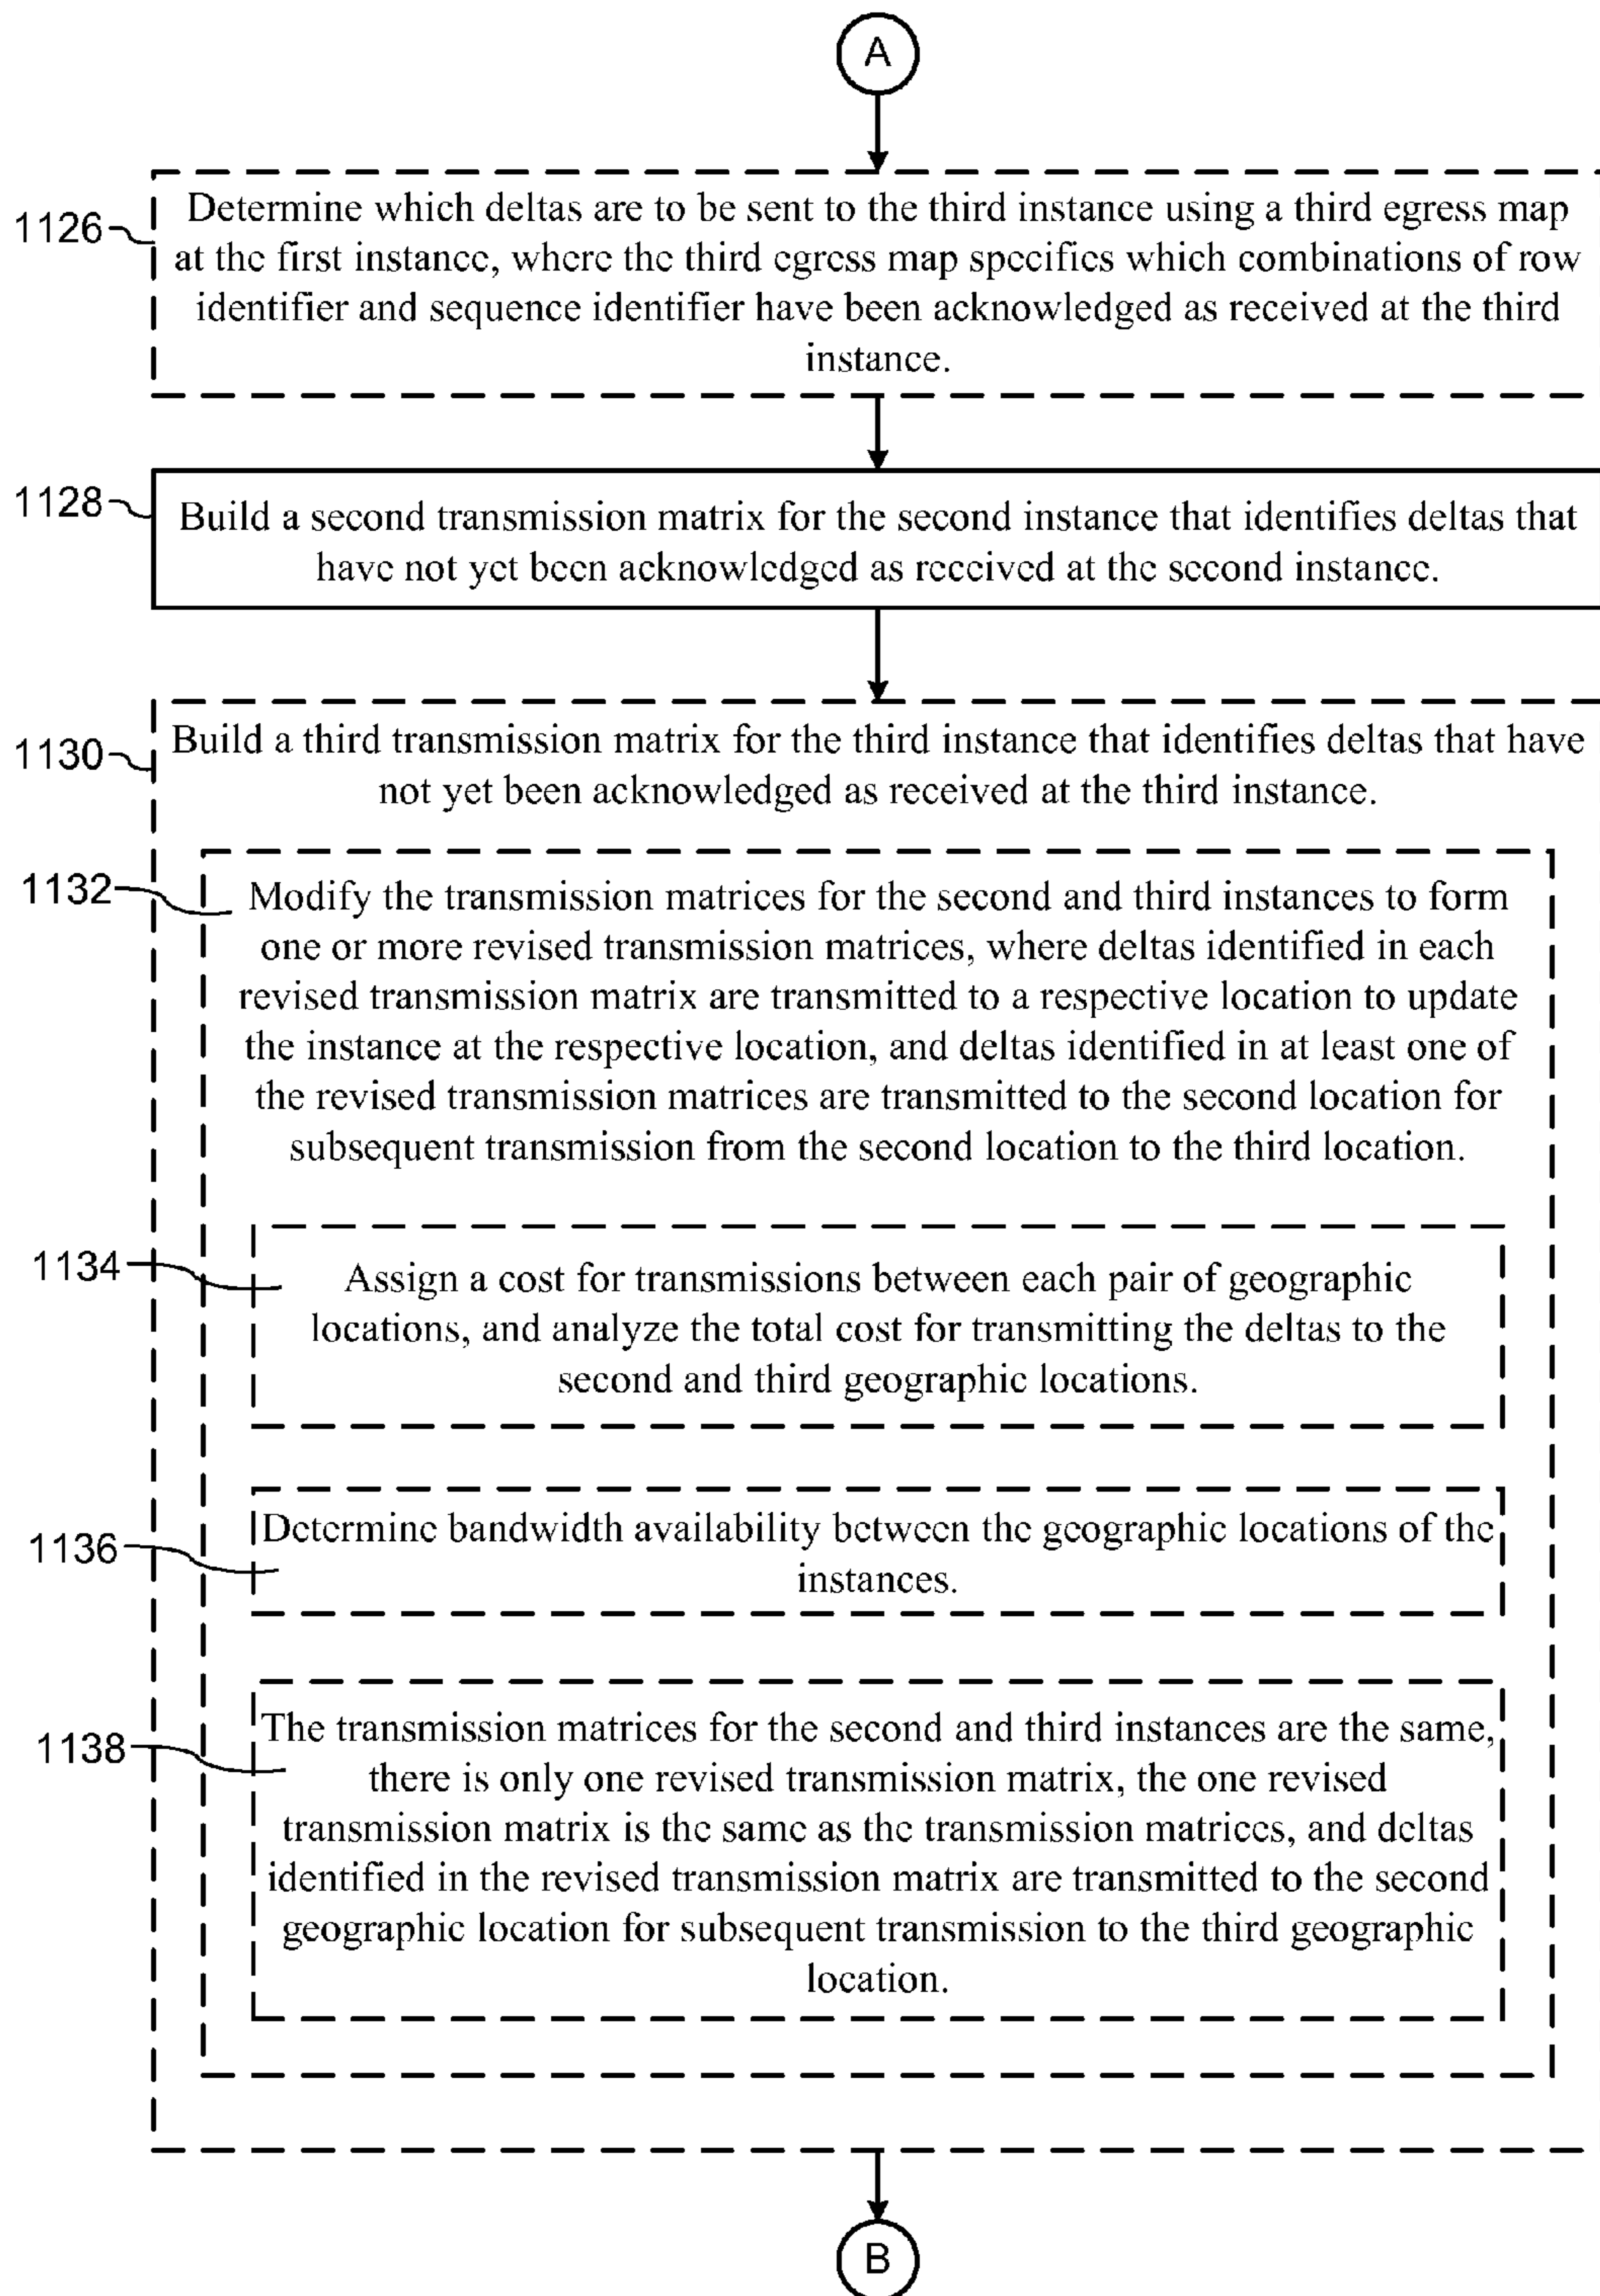 A
1126
Determine which deltas are to be sent to the third instance using a third egress map
at the first instance, where the third egress map specifies which combinations of row
identifier and sequence identifier have been acknowledged as received at the third
instance.
1128
Build a second transmission matrix for the second instance that identifies deltas that
have not yet been acknowledged as received at the second instance.
1130
Build a third transmission matrix for the third instance that identifies deltas that have
not yet been acknowledged as received at the third instance.
1132
Modify the transmission matrices for the second and third instances to form
one or more revised transmission matrices, where deltas identified in each
revised transmission matrix are transmitted to a respective location to update
the instance at the respective location, and deltas identified in at least one of
the revised transmission matrices are transmitted to the second location for
subsequent transmission from the second location to the third location.
1134
Assign a cost for transmissions between each pair of geographic
locations, and analyze the total cost for transmitting the deltas to the
second and third geographic locations.
1136
Determine bandwidth availability between the geographic locations of the
instances.
1138
The transmission matrices for the second and third instances are the same,
there is only one revised transmission matrix, the one revised
transmission matrix is the same as the transmission matrices, and deltas
identified in the revised transmission matrix are transmitted to the second
geographic location for subsequent transmission to the third geographic
location.
B